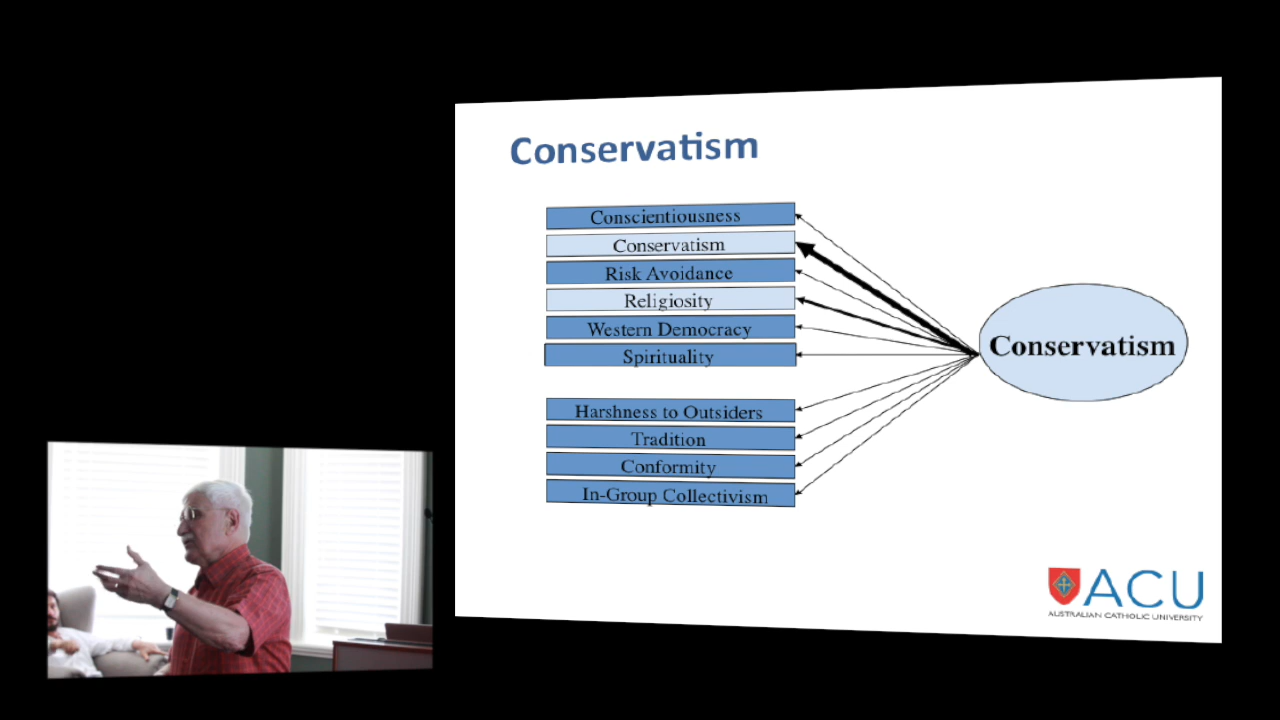 Conservatism
Conscientiousness
Conservatism
Risk Avoidance
Religiosity
Western Democracy
Spirituality
Harshness to Outsiders
Tradition
Conformity
In-Group Collectivism
Conservatism
ACU
AUSTRALIAN CATHOLIC UNIVERSITY